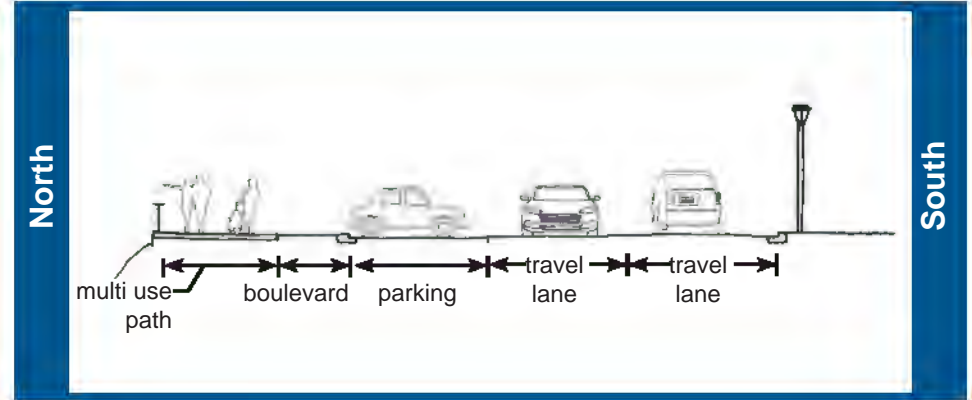 North
multi use
path
boulevard
parking
travel
lane
travel
lane
South